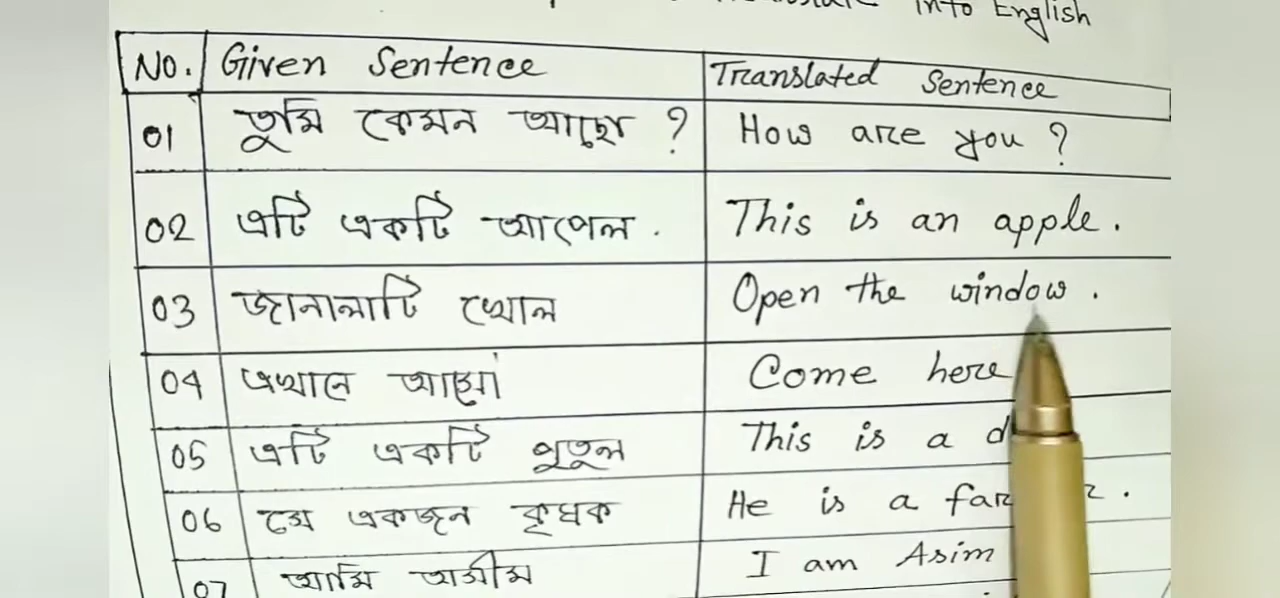 into English
No. Given Sentence Translated Sentence
01 তুমি কেমন আছো ? How are you ?
02 এটি একটি আপেল . This is an apple .
03 জানালাটি খোল Open the window .
04 এখানে আসো Come here
05 এটি একটি পুতুল This is a d
06 সে একজন কৃষক He is a far r .
07 আমি অসীম I am Asim